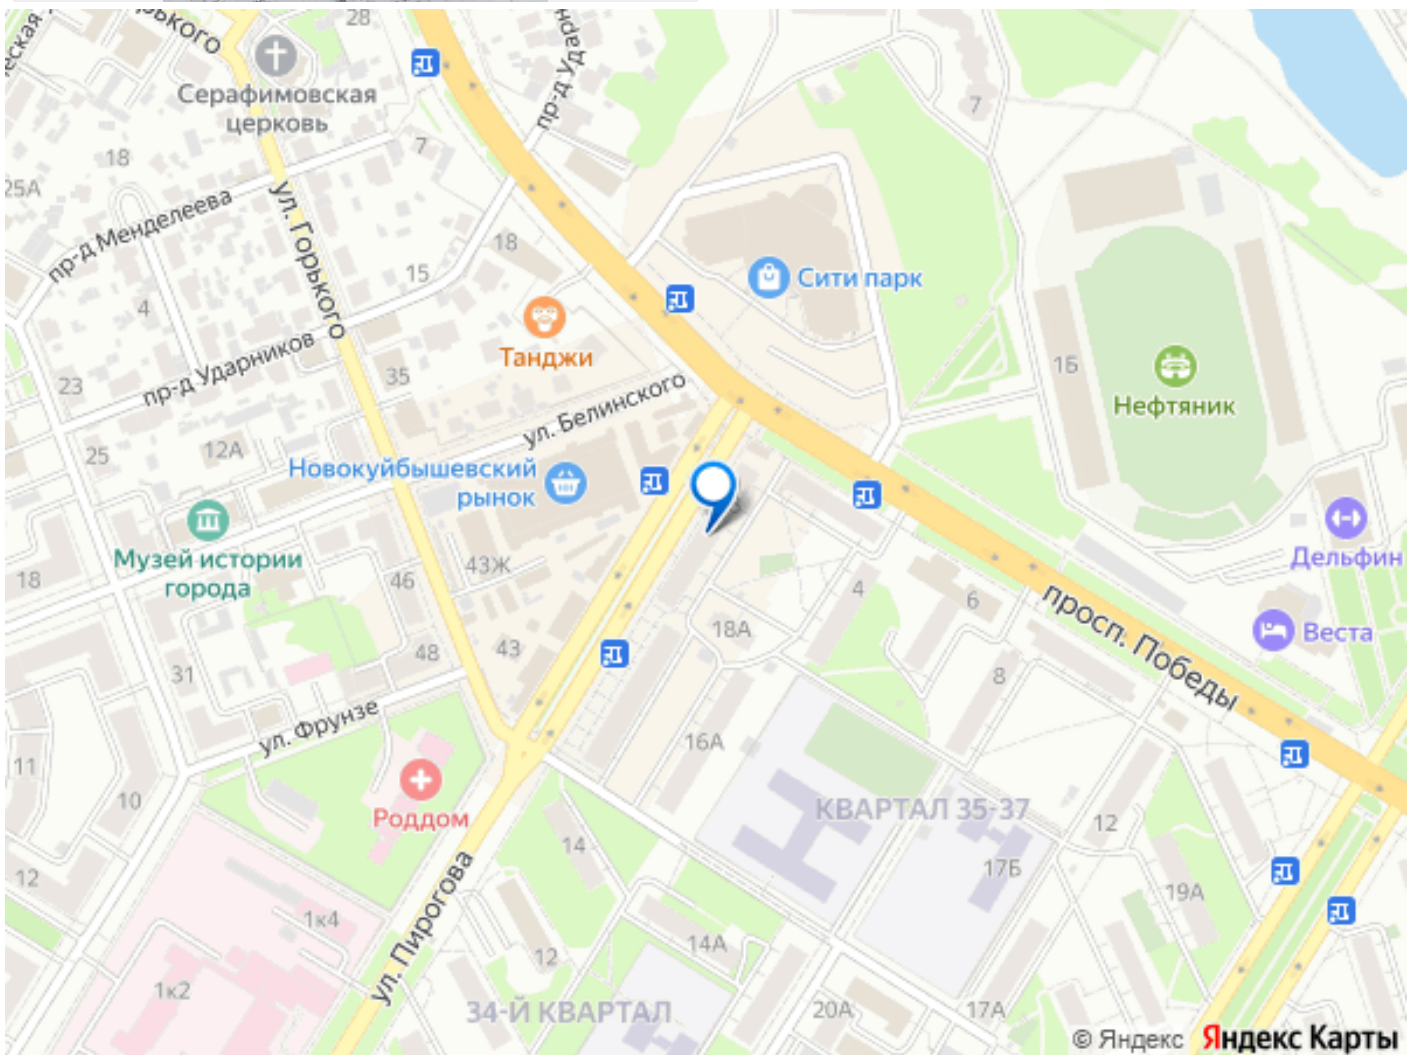 28
Серафимовская
церковь
7
7
пр-д Удар
18
25А
ул. Горького
пр-д Менделеева
18
15
4
Сити парк
Танджи
пр-д Ударников
35
1Б
Нефтяник
23
ул. Белинского
25
12А
Новокуйбышевский
рынок
Музей истории
города
43Ж
18
46
Дельфин
4
6
просп. Победы
18А
Веста
48
43
31
8
ул. Фрунзе
16А
11
10
Роддом
КВАРТАЛ 35-37
12
14
17Б
12
19А
ул. Пирогова
1к4
14А
12
1к2
34-Й КВАРТАЛ
20А
17А
© Яндекс Яндекс Карты